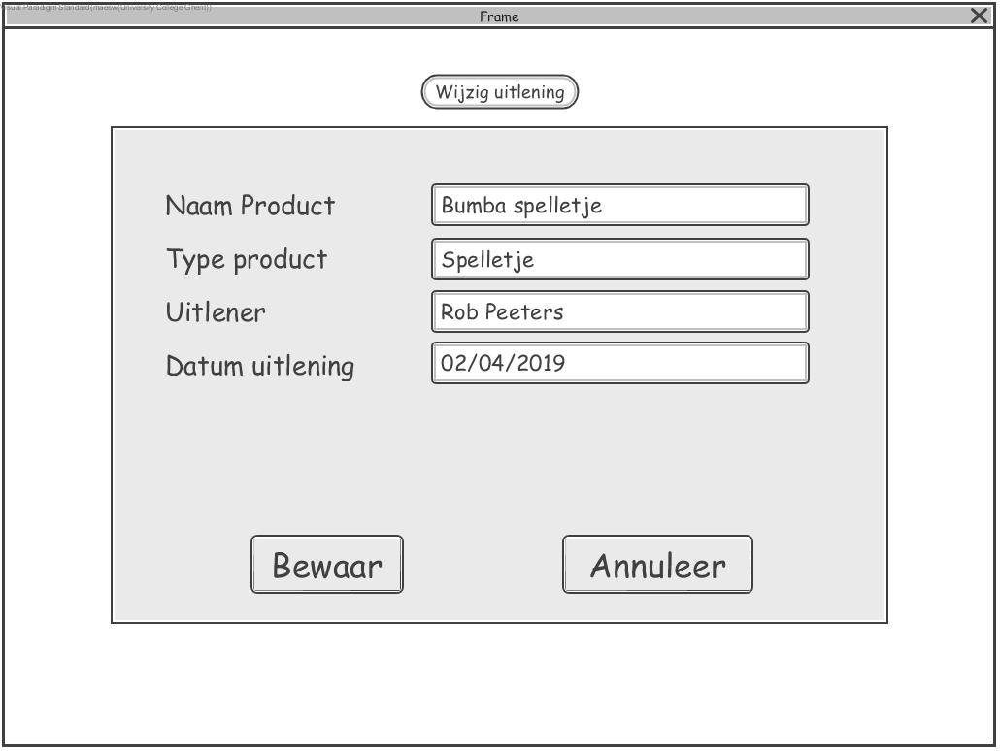 Visual Paradigm Standard(maesw(University College Ghent))
Frame
Wijzig uitlening
Naam Product
Bumba spelletje
Type product
Spelletje
Uitlener
Rob Peeters
Datum uitlening
02/04/2019
Bewaar
Annuleer